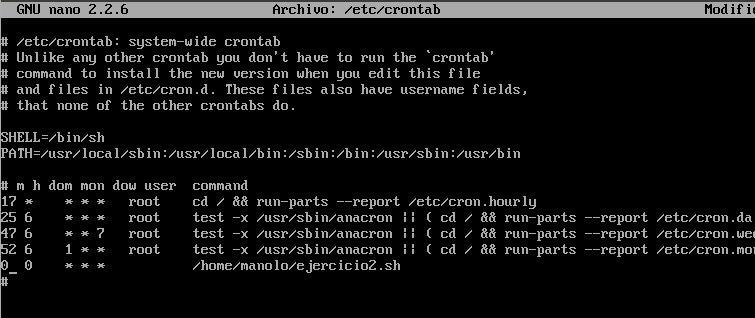 GNU nano 2.2.6 Archivo: /etc/crontab Modifi
# /etc/crontab: system-wide crontab
# Unlike any other crontab you don't have to run the `crontab'
# command to install the new version when you edit this file
# and files in /etc/cron.d. These files also have username fields,
# that none of the other crontabs do.
SHELL=/bin/sh
PATH=/usr/local/sbin:/usr/local/bin:/sbin:/bin:/usr/sbin:/usr/bin
# m h dom mon dow user  command
17 *    * * *   root    cd / && run-parts --report /etc/cron.hourly
25 6    * * *   root    test -x /usr/sbin/anacron || ( cd / && run-parts --report /etc/cron.da
47 6    * * 7   root    test -x /usr/sbin/anacron || ( cd / && run-parts --report /etc/cron.wee
52 6    1 * *   root    test -x /usr/sbin/anacron || ( cd / && run-parts --report /etc/cron.mon
0 0    * * *           /home/manolo/ejercicio2.sh
#